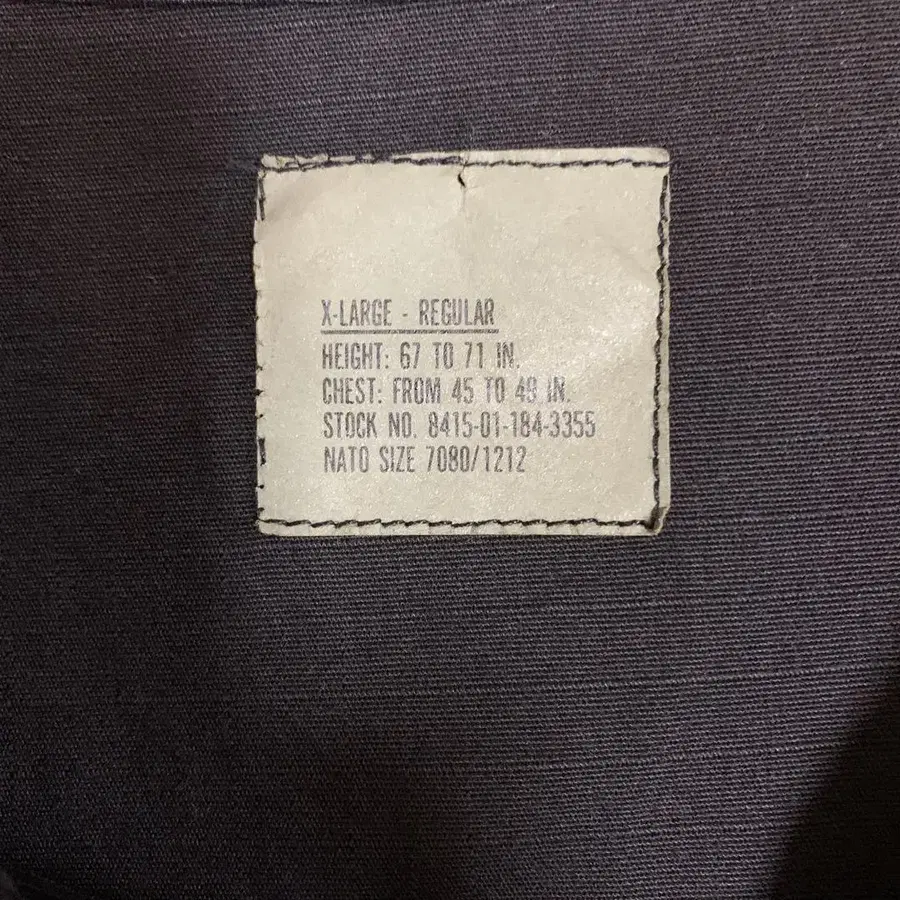 X-LARGE - REGULAR
HEIGHT: 67 TO 71 IN.
CHEST: FROM 45 TO 49 IN.
STOCK NO. 8415-01-184-3355
NATO SIZE 7080/1212